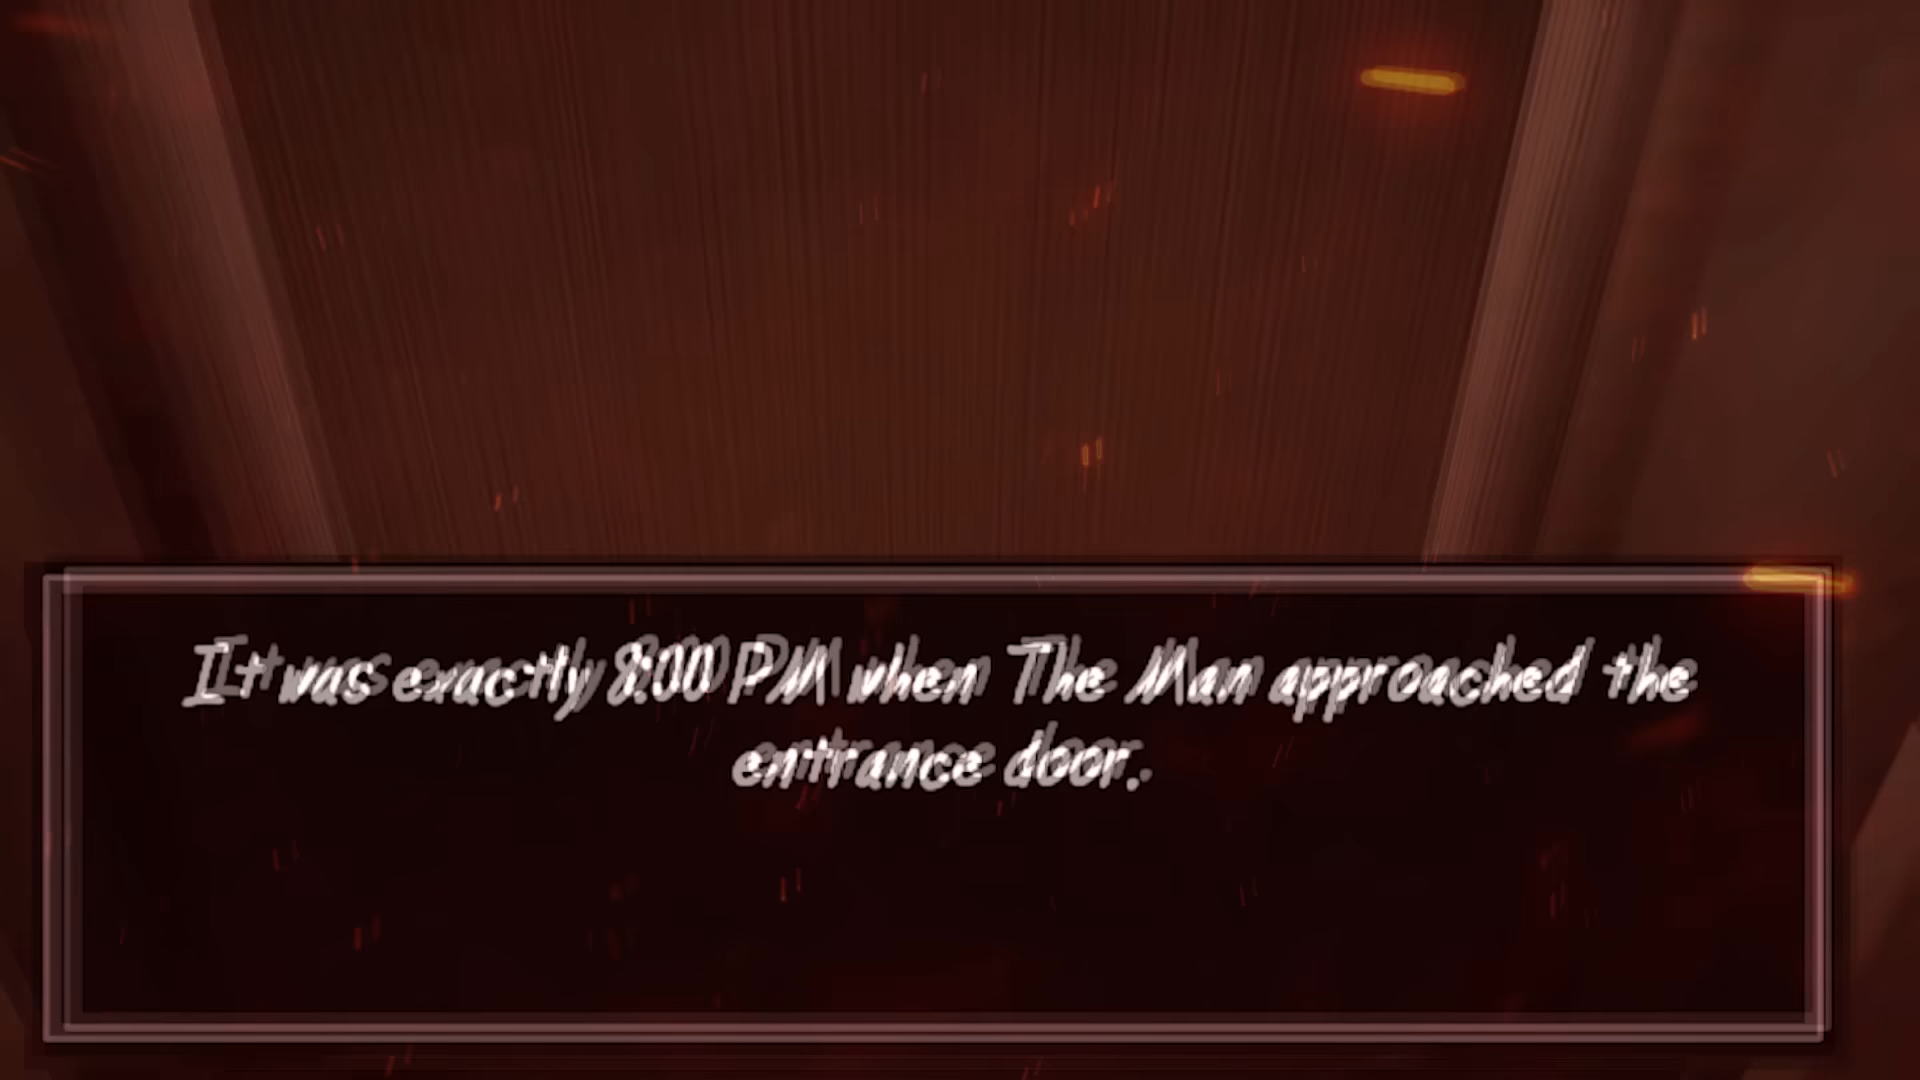 It was exactly 8:00 PM when The Man approached the
entrance door.